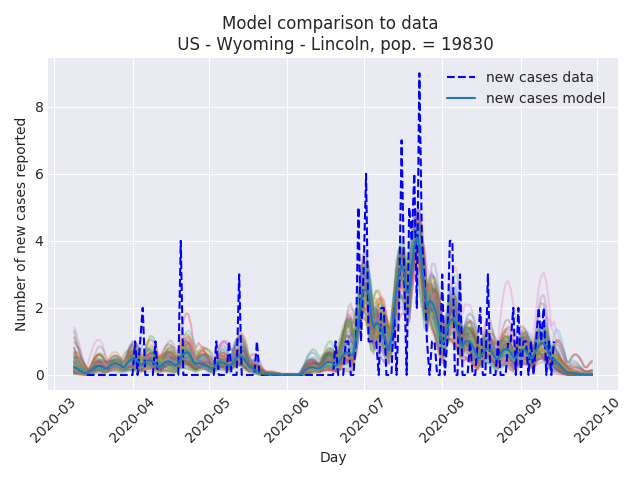 Model comparison to data
US - Wyoming - Lincoln, pop. = 19830
new cases data
new cases model
Number of new cases reported
8
6
4
2
0
2020-03
2020-04
2020-05
2020-06
2020-07
2020-08
2020-09
2020-10
Day